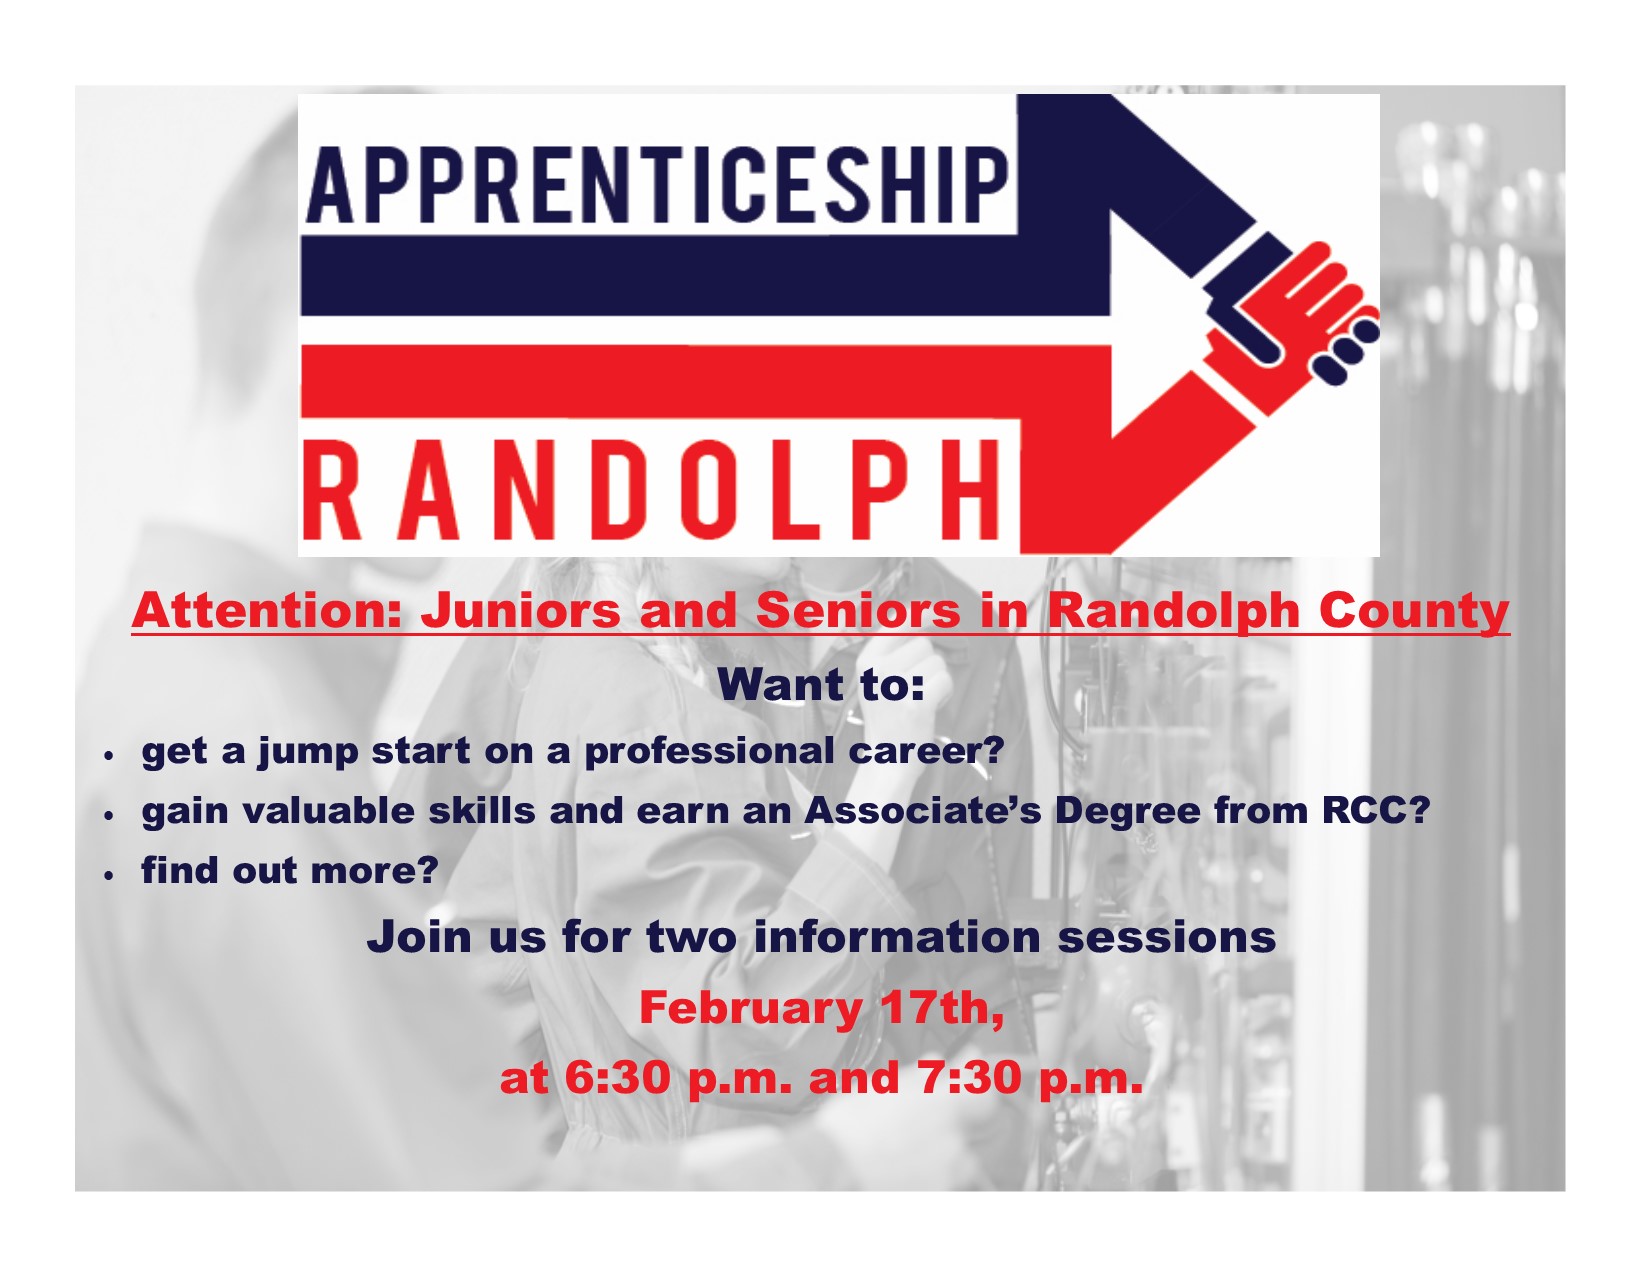 APPRENTICESHIP
RANDOLPH
Attention: Juniors and Seniors in Randolph County
Want to:
• get a jump start on a professional career?
• gain valuable skills and earn an Associate’s Degree from RCC?
• find out more?
Join us for two information sessions
February 17th,
at 6:30 p.m. and 7:30 p.m.